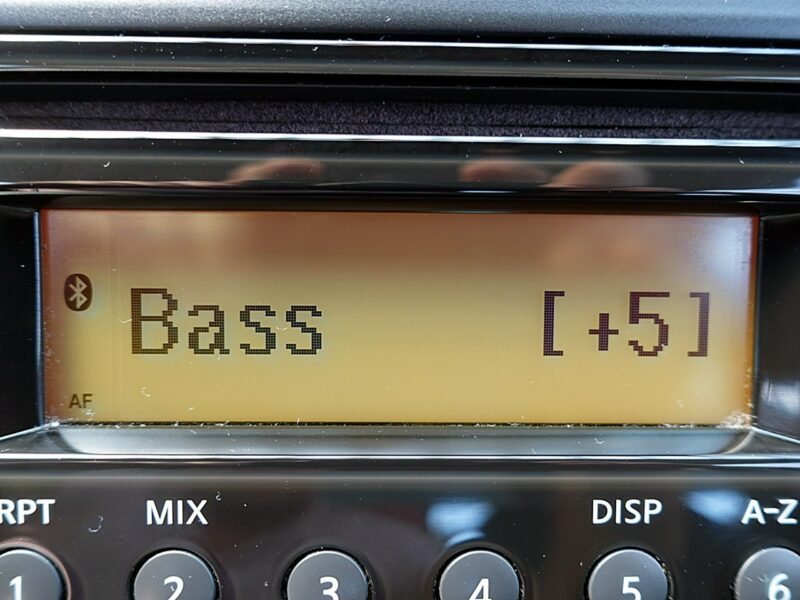 Bass [+5]
AF
RPT MIX DISP A-Z
1 2 3 4 5 6